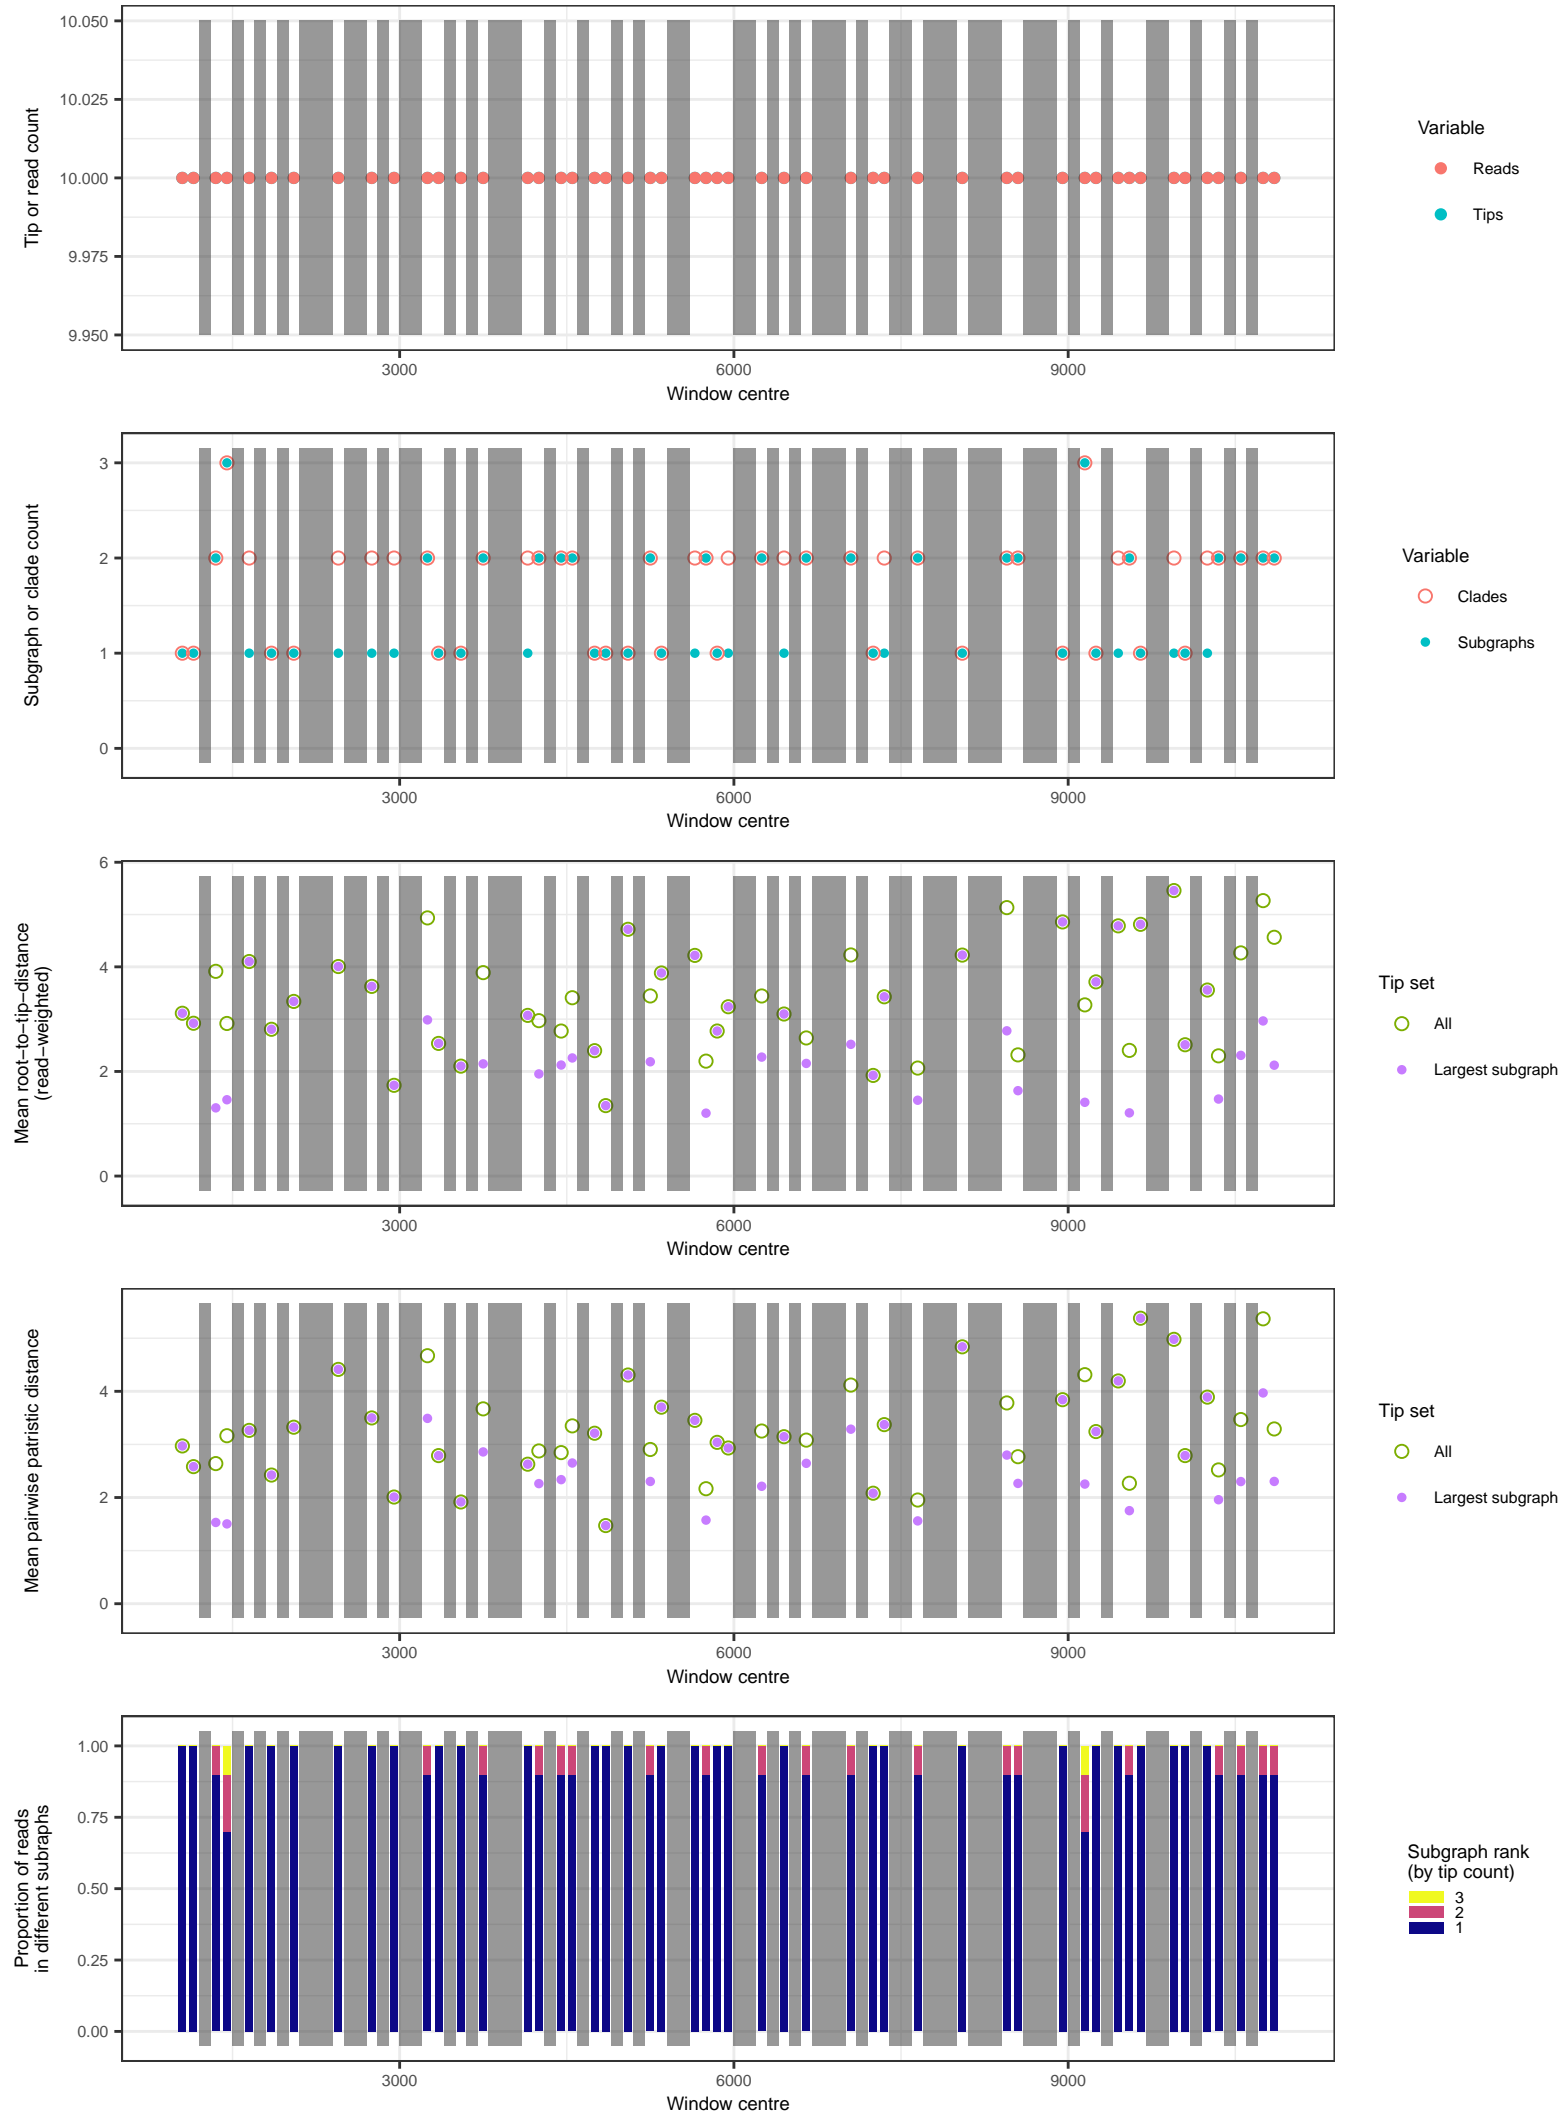 10.050
10.025
10.000
9.975
9.950
Tip or read count
3000
6000
9000
Window centre
Variable
Reads
Tips
3
2
1
0
Subgraph or clade count
3000
6000
9000
Window centre
Variable
Clades
Subgraphs
6
4
2
0
Mean root-to-tip-distance
(read-weighted)
3000
6000
9000
Window centre
Tip set
All
Largest subgraph
4
2
0
Mean pairwise patristic distance
3000
6000
9000
Window centre
Tip set
All
Largest subgraph
1.00
0.75
0.50
0.25
0.00
Proportion of reads
in different subraphs
3000
6000
9000
Window centre
Subgraph rank
(by tip count)
3
2
1